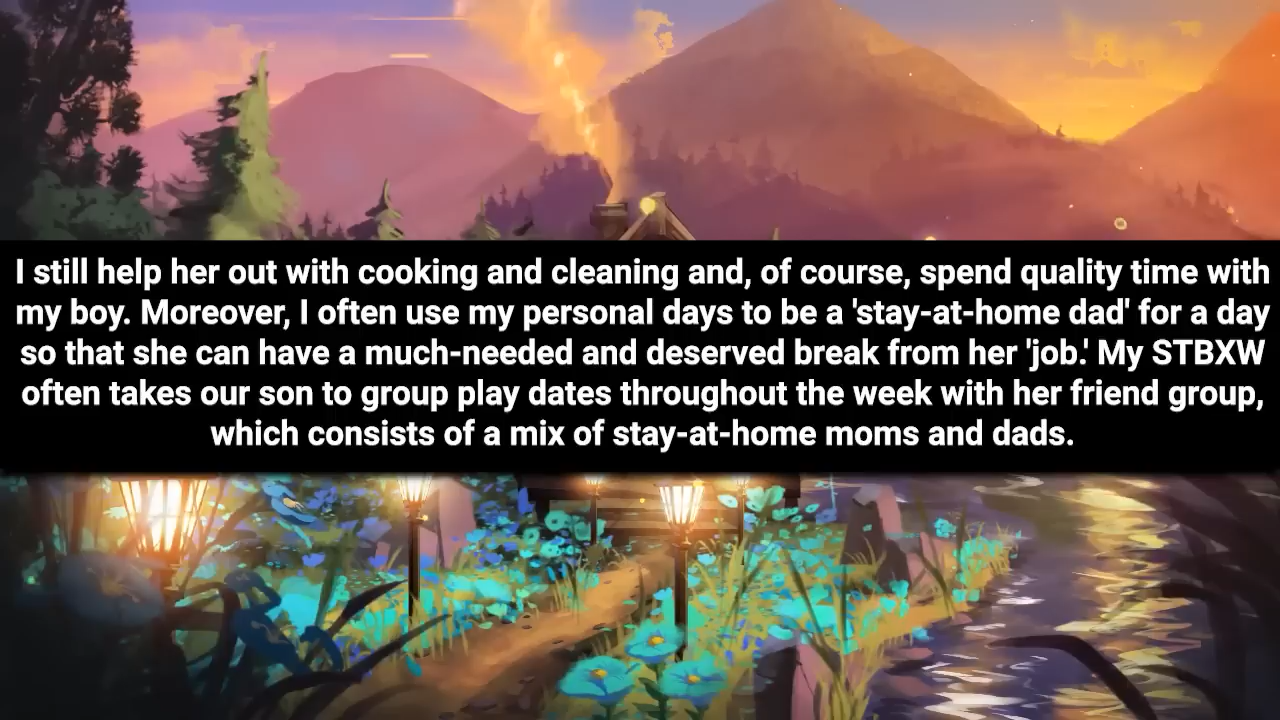 I still help her out with cooking and cleaning and, of course, spend quality time with
my boy. Moreover, I often use my personal days to be a 'stay-at-home dad' for a day
so that she can have a much-needed and deserved break from her 'job.' My STBXW
often takes our son to group play dates throughout the week with her friend group,
which consists of a mix of stay-at-home moms and dads.